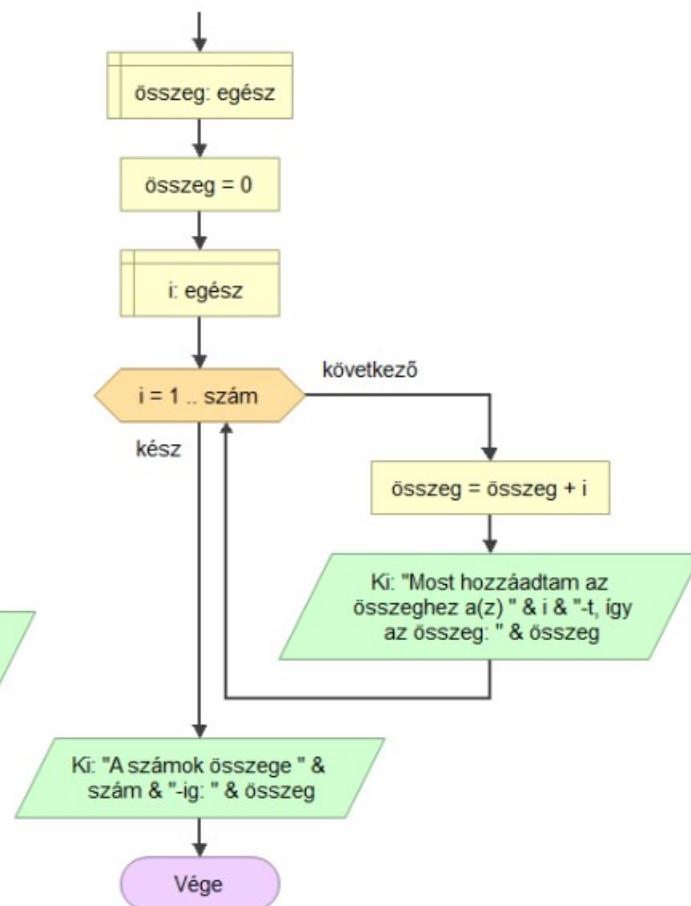 összeg: egész
összeg = 0
i: egész
i = 1 .. szám
következő
kész
összeg = összeg + i
Ki: "Most hozzáadtam az
összeghez a(z) " & i & "-t, így
az összeg: " & összeg
Ki: "A számok összege " &
szám & "-ig: " & összeg
Vége